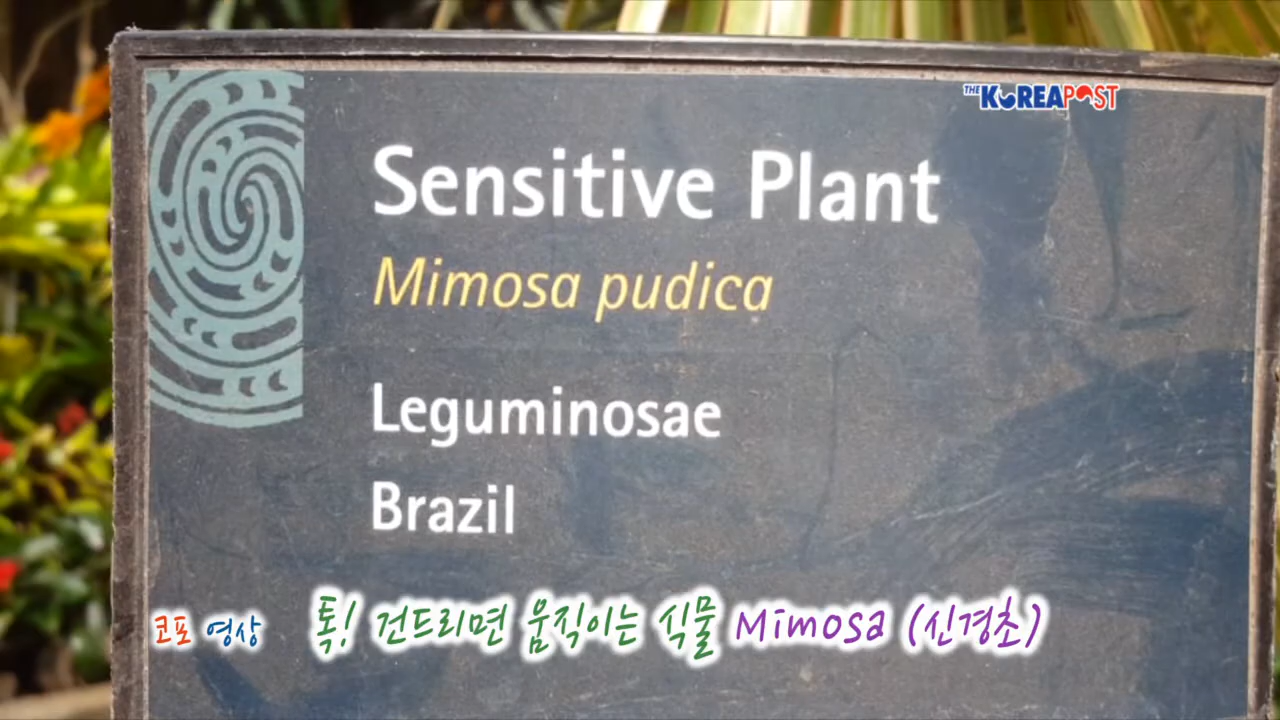 THE KOREAPOST
Sensitive Plant
Mimosa pudica
Leguminosae
Brazil
코포 영상 톡! 건드리면 움직이는 식물 Mimosa (신경초)